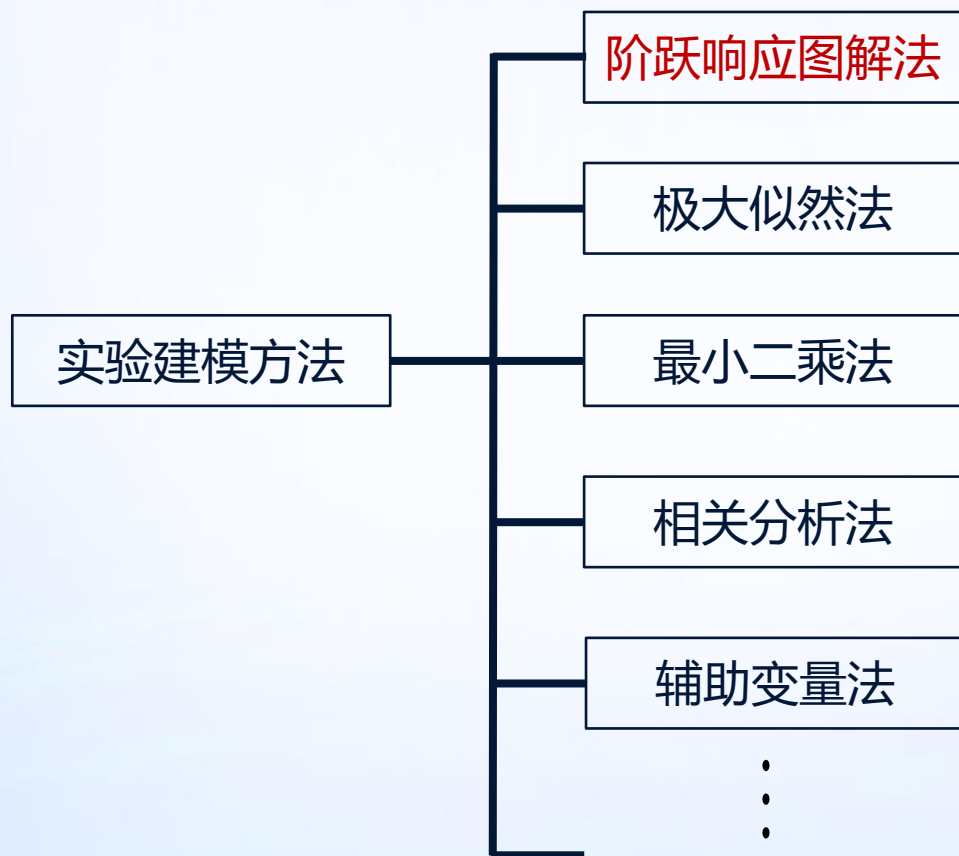 阶跃响应图解法
极大似然法
实验建模方法
最小二乘法
相关分析法
辅助变量法